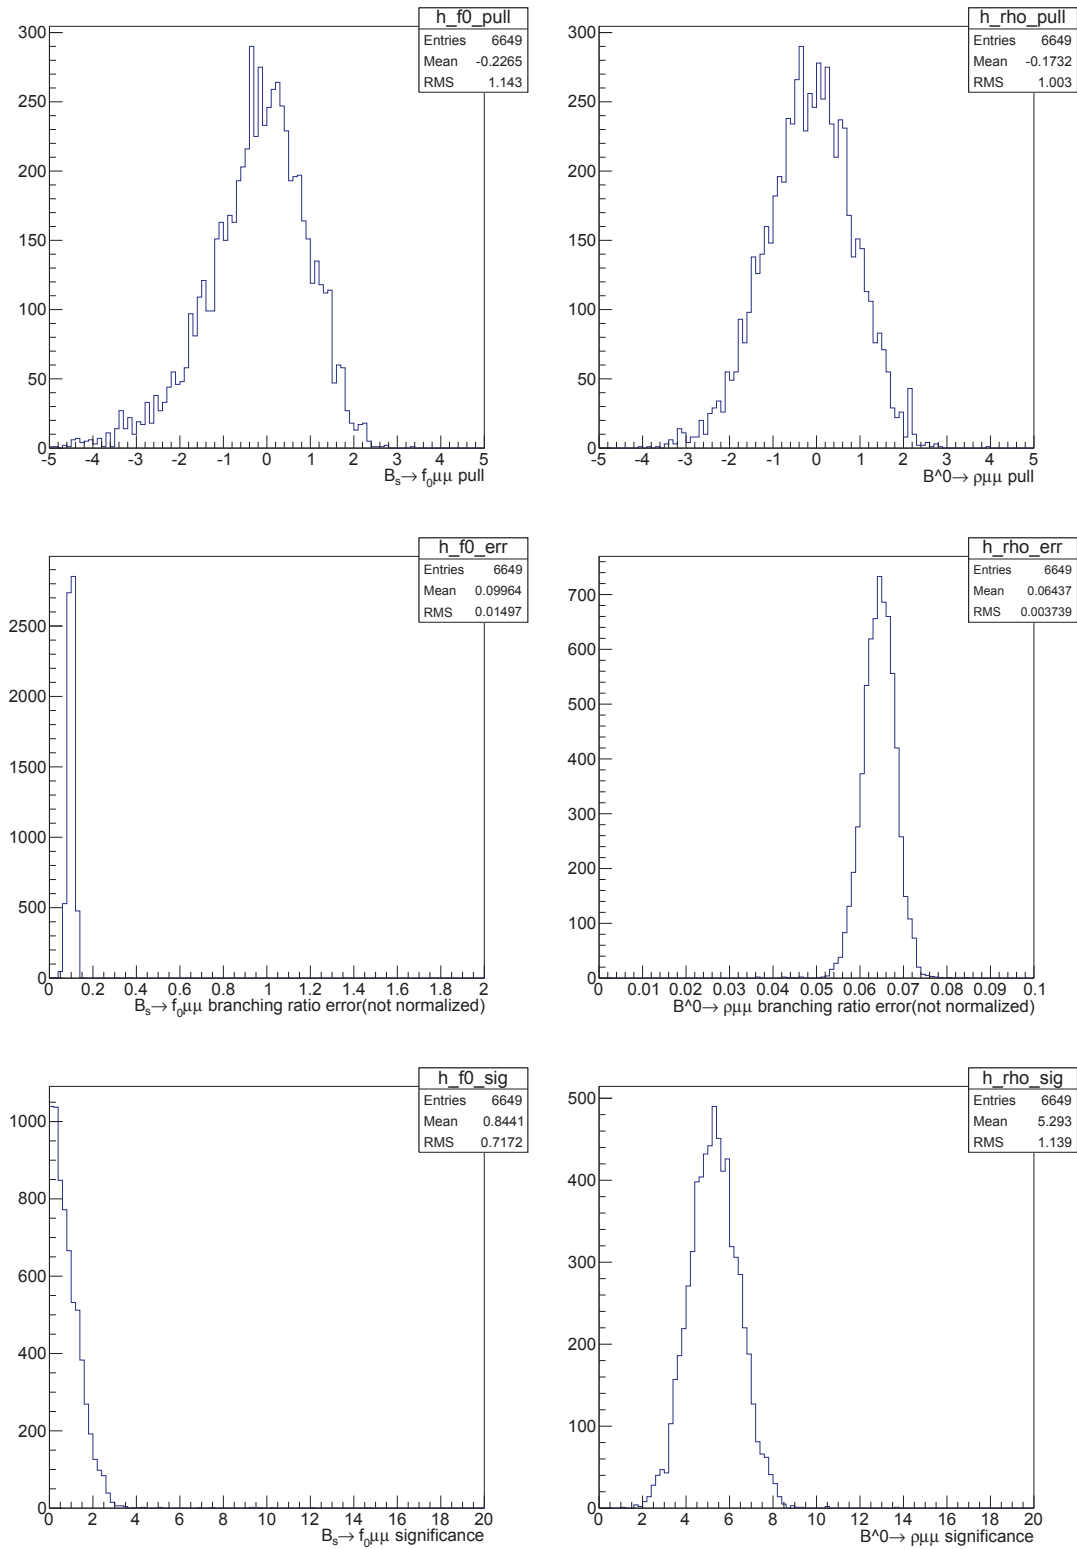 h_f0_pull
Entries 6649
Mean -0.2265
RMS 1.143
300
250
200
150
100
50
0
-5 -4 -3 -2 -1 0 1 2 3 4 5
Bs→ f0μμ pull
h_rho_pull
Entries 6649
Mean -0.1732
RMS 1.003
300
250
200
150
100
50
0
-5 -4 -3 -2 -1 0 1 2 3 4 5
B^0→ ρμμ pull
h_f0_err
Entries 6649
Mean 0.09964
RMS 0.01497
2500
2000
1500
1000
500
0
0 0.2 0.4 0.6 0.8 1 1.2 1.4 1.6 1.8 2
Bs→ f0μμ branching ratio error(not normalized)
h_rho_err
Entries 6649
Mean 0.06437
RMS 0.003739
700
600
500
400
300
200
100
0
0 0.01 0.02 0.03 0.04 0.05 0.06 0.07 0.08 0.09 0.1
B^0→ ρμμ branching ratio error(not normalized)
h_f0_sig
Entries 6649
Mean 0.8441
RMS 0.7172
1000
800
600
400
200
0
0 2 4 6 8 10 12 14 16 18 20
Bs→ f0μμ significance
h_rho_sig
Entries 6649
Mean 5.293
RMS 1.139
500
400
300
200
100
0
0 2 4 6 8 10 12 14 16 18 20
B^0→ ρμμ significance